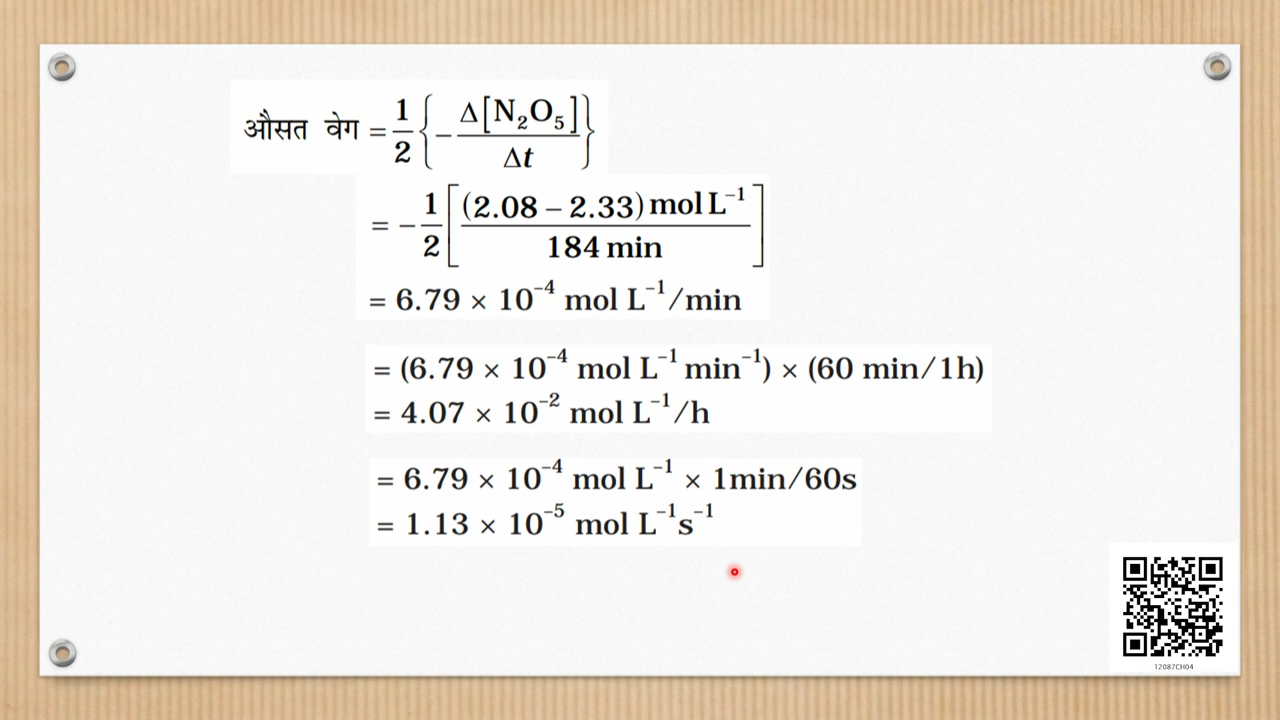 औसत वेग = 1/2 { − Δ[N₂O₅] / Δt }
= − 1/2 [ (2.08 – 2.33) mol L⁻¹ / 184 min ]
= 6.79 × 10⁻⁴ mol L⁻¹/min
= (6.79 × 10⁻⁴ mol L⁻¹ min⁻¹) × (60 min/1h)
= 4.07 × 10⁻² mol L⁻¹/h
= 6.79 × 10⁻⁴ mol L⁻¹ × 1min/60s
= 1.13 × 10⁻⁵ mol L⁻¹s⁻¹
12087CH04